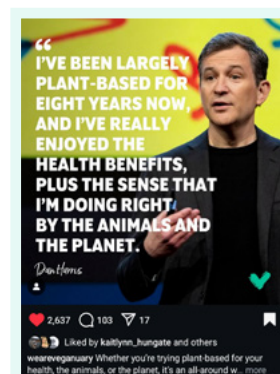 “
I'VE BEEN LARGELY
PLANT-BASED FOR
EIGHT YEARS NOW,
AND I'VE REALLY
ENJOYED THE
HEALTH BENEFITS,
PLUS THE SENSE THAT
I'M DOING RIGHT
BY THE ANIMALS AND
THE PLANET.
Dan Harris
2,637 103 17
Liked by kaitlynn_hungate and others
weareveganuary Whether you're trying plant-based for your
health, the animals, or the planet, it's an all-around w... more